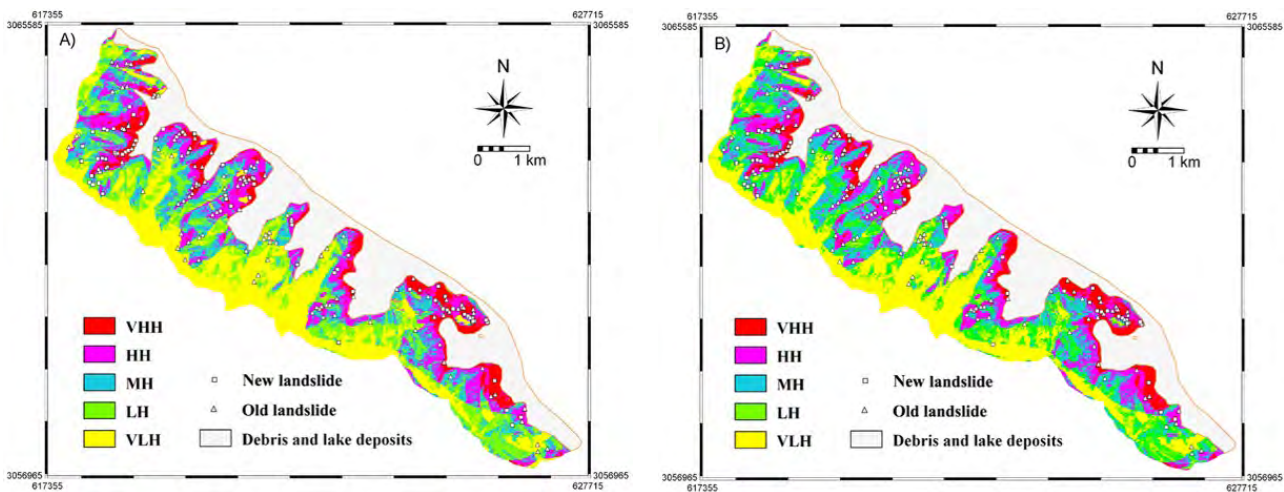 617355
627715
3065585
3065585
A)
N
0 1 km
VHH
HH
MH
LH
VLH
New landslide
Old landslide
Debris and lake deposits
3056965
3056965
617355
627715
617355
627715
3065585
3065585
B)
N
0 1 km
VHH
HH
MH
LH
VLH
New landslide
Old landslide
Debris and lake deposits
3056965
3056965
617355
627715